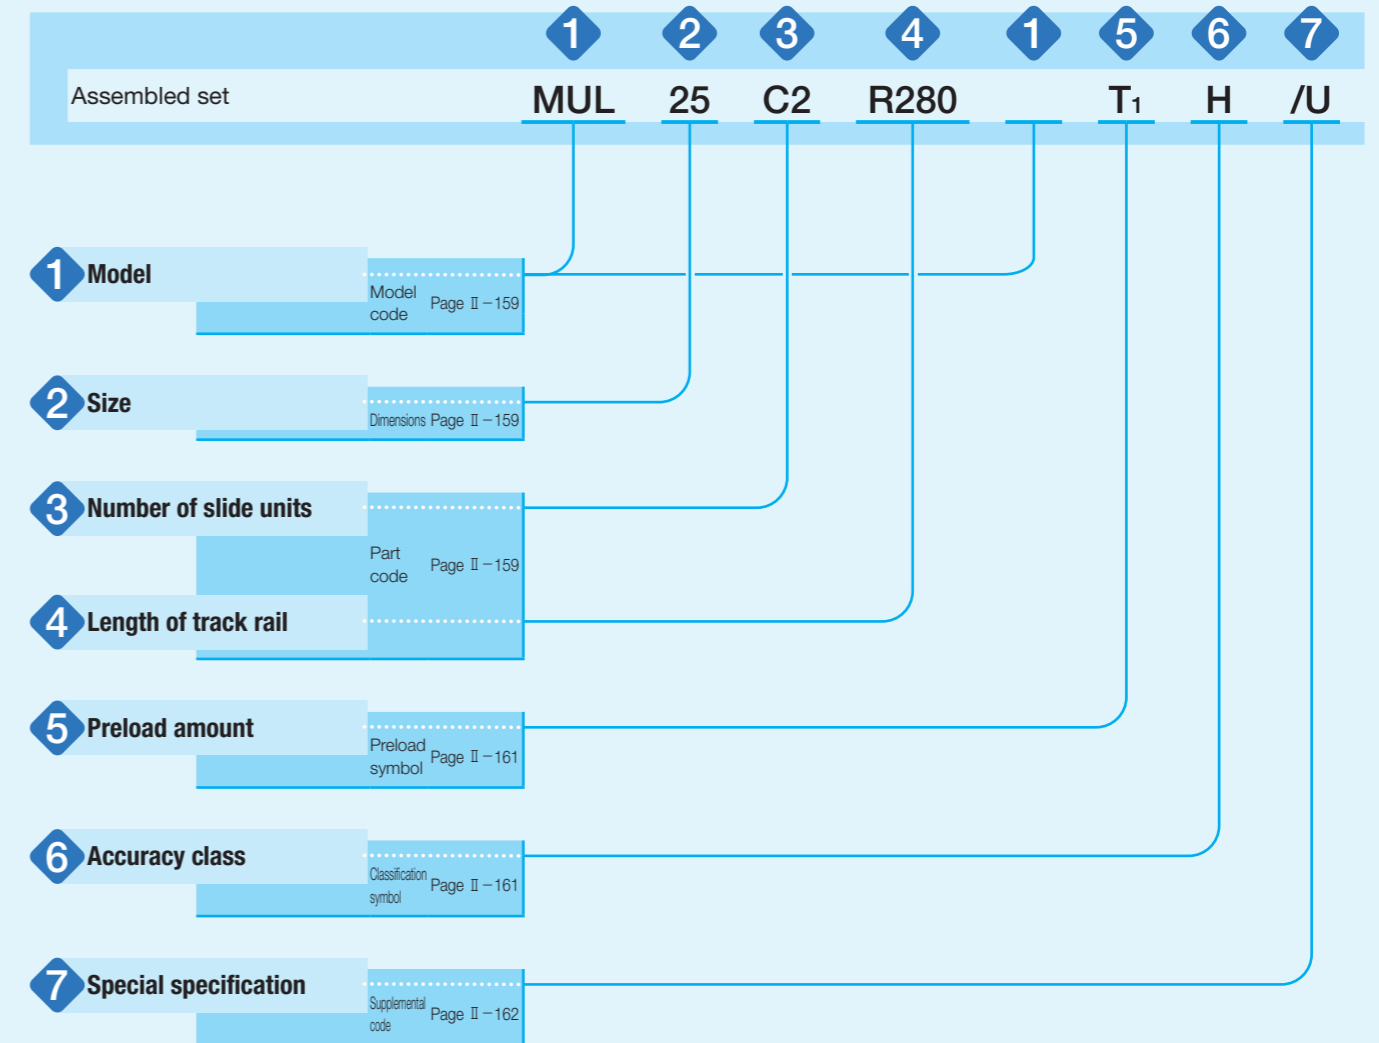 1 2 3 4 1 5 6 7
Assembled set MUL 25 C2 R280 T1 H /U
1 Model
Model code Page Ⅱ－159
2 Size
Dimensions Page Ⅱ－159
3 Number of slide units
Part code Page Ⅱ－159
4 Length of track rail
5 Preload amount
Preload symbol Page Ⅱ－161
6 Accuracy class
Classification symbol Page Ⅱ－161
7 Special specification
Supplemental code Page Ⅱ－162